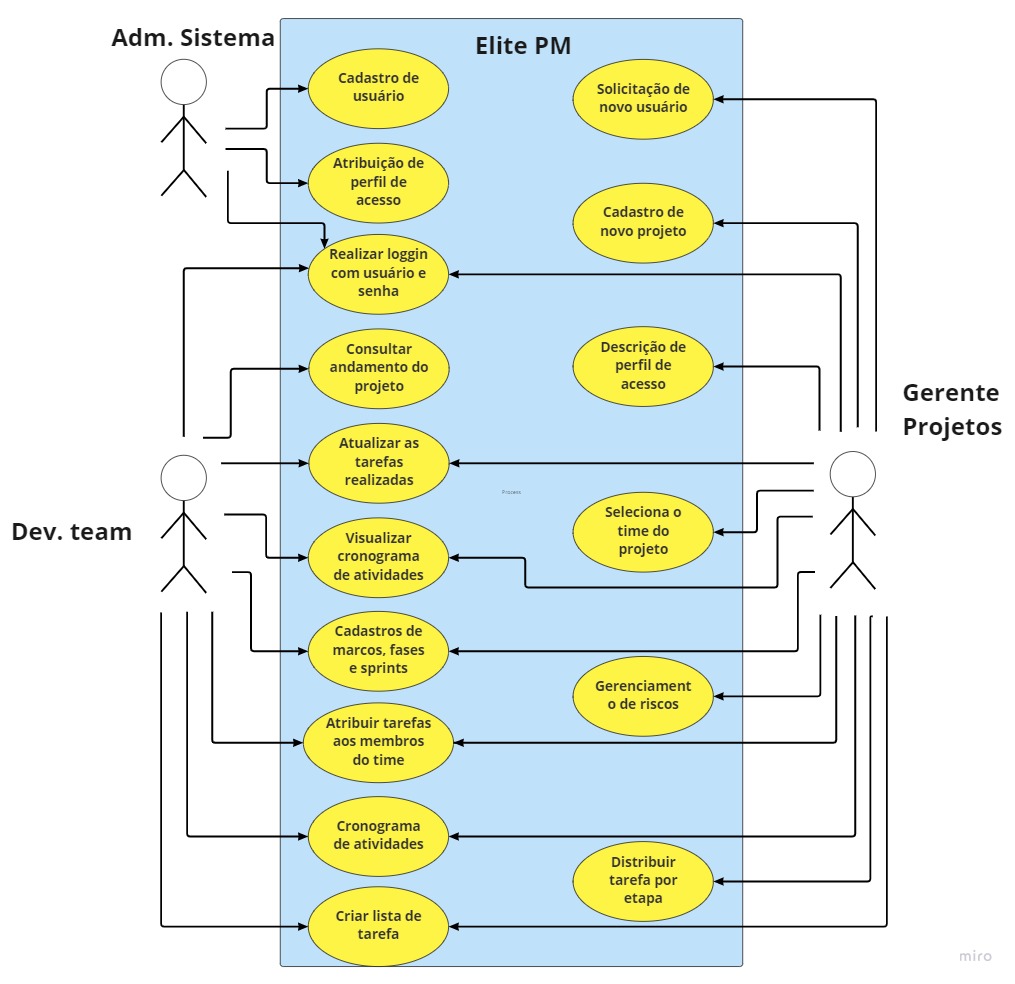 Adm. Sistema
Elite PM
Cadastro de
usuário
Solicitação de
novo usuário
Atribuição de
perfil de
acesso
Cadastro de
novo projeto
Realizar loggin
com usuário e
senha
Consultar
andamento do
projeto
Descrição de
perfil de
acesso
Gerente
Projetos
Atualizar as
tarefas
realizadas
Process
Dev. team
Seleciona o
time do
projeto
Visualizar
cronograma
de atividades
Cadastros de
marcos, fases
e sprints
Gerenciament
o de riscos
Atribuir tarefas
aos membros
do time
Cronograma
de atividades
Distribuir
tarefa por
etapa
Criar lista de
tarefa
miro